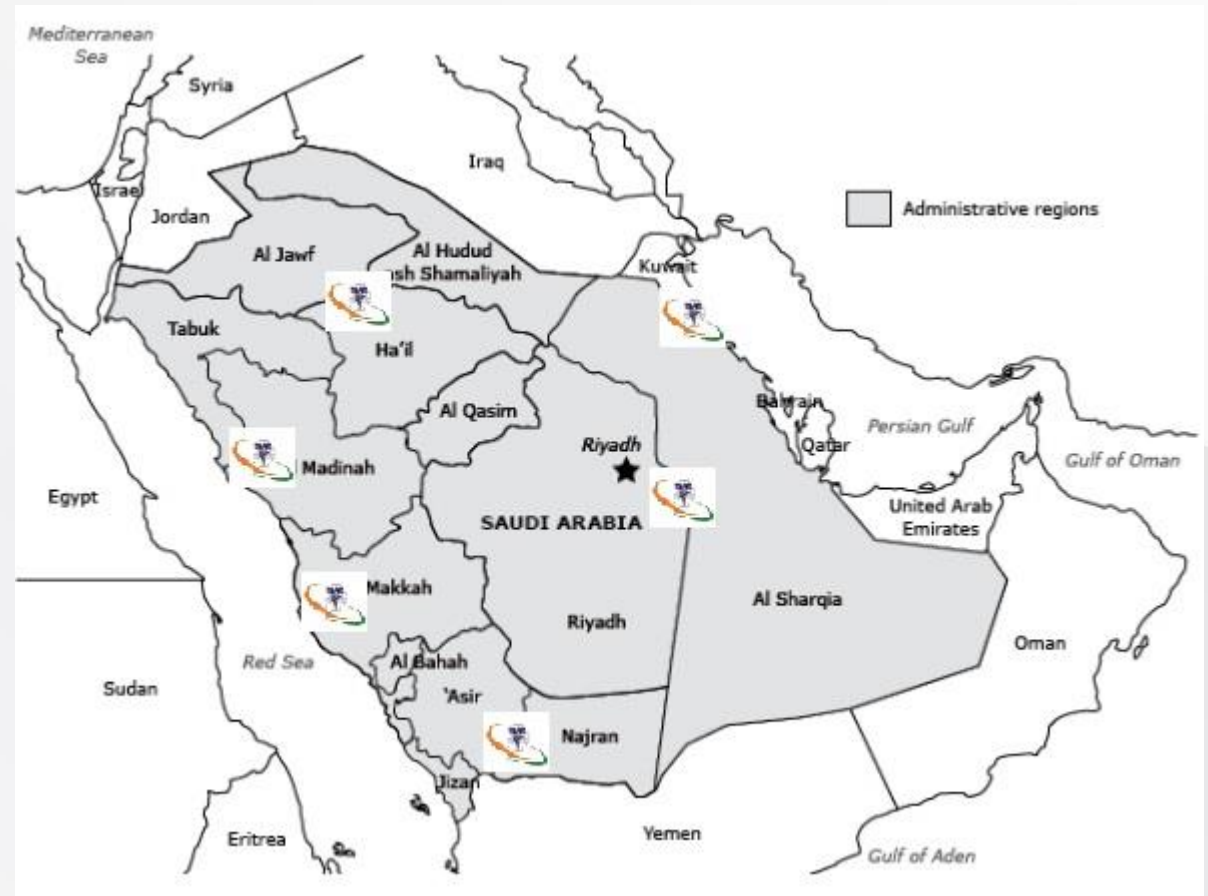 Mediterranean
Sea
Syria
Iraq
Israel
Jordan
Administrative regions
Al Jawf
Al Hudud
ash Shamaliyah
Kuwait
Tabuk
Ha'il
Al Qasim
Bahrain
Riyadh
Qatar
Persian Gulf
Gulf of Oman
Madinah
Egypt
SAUDI ARABIA
United Arab
Emirates
Makkah
Al Sharqia
Riyadh
Oman
Red Sea
Al Bahah
Sudan
'Asir
Najran
Jizan
Yemen
Eritrea
Gulf of Aden